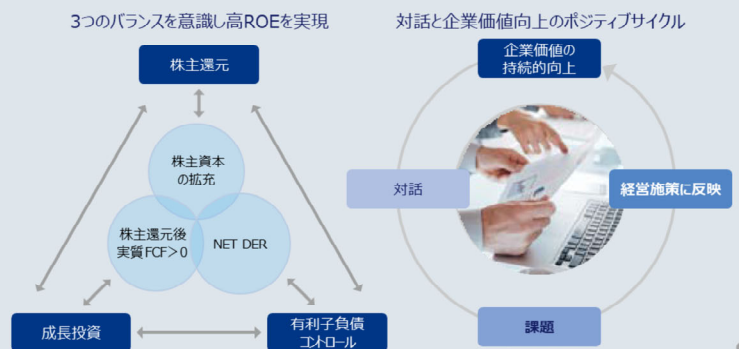 3つのバランスを意識し高ROEを実現
株主還元
株主資本
の拡充
株主還元後
実質FCF＞0
NET DER
成長投資
有利子負債
コントロール
対話と企業価値向上のポジティブサイクル
企業価値の
持続的向上
対話
経営施策に反映
課題